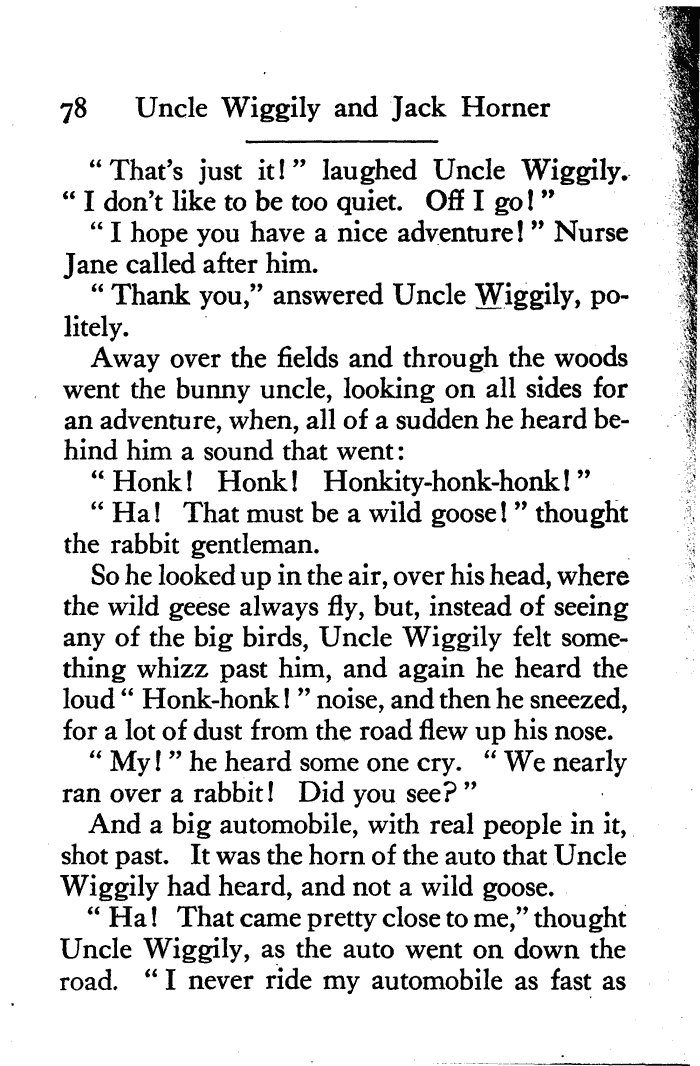 78 Uncle Wiggily and Jack Horner
“ That’s just it! ” laughed Uncle Wiggily.
“ I don’t like to be too quiet. Off I go! ”
“ I hope you have a nice adventure! ” Nurse
Jane called after him.
“ Thank you,” answered Uncle Wiggily, po-
litely.
Away over the fields and through the woods
went the bunny uncle, looking on all sides for
an adventure, when, all of a sudden he heard be-
hind him a sound that went:
“ Honk! Honk! Honkity-honk-honk! ”
“ Ha! That must be a wild goose! ” thought
the rabbit gentleman.
So he looked up in the air, over his head, where
the wild geese always fly, but, instead of seeing
any of the big birds, Uncle Wiggily felt some-
thing whizz past him, and again he heard the
loud “ Honk-honk! ” noise, and then he sneezed,
for a lot of dust from the road flew up his nose.
“ My! ” he heard some one cry. “ We nearly
ran over a rabbit! Did you see? ”
And a big automobile, with real people in it,
shot past. It was the horn of the auto that Uncle
Wiggily had heard, and not a wild goose.
“ Ha! That came pretty close to me,” thought
Uncle Wiggily, as the auto went on down the
road. “ I never ride my automobile as fast as